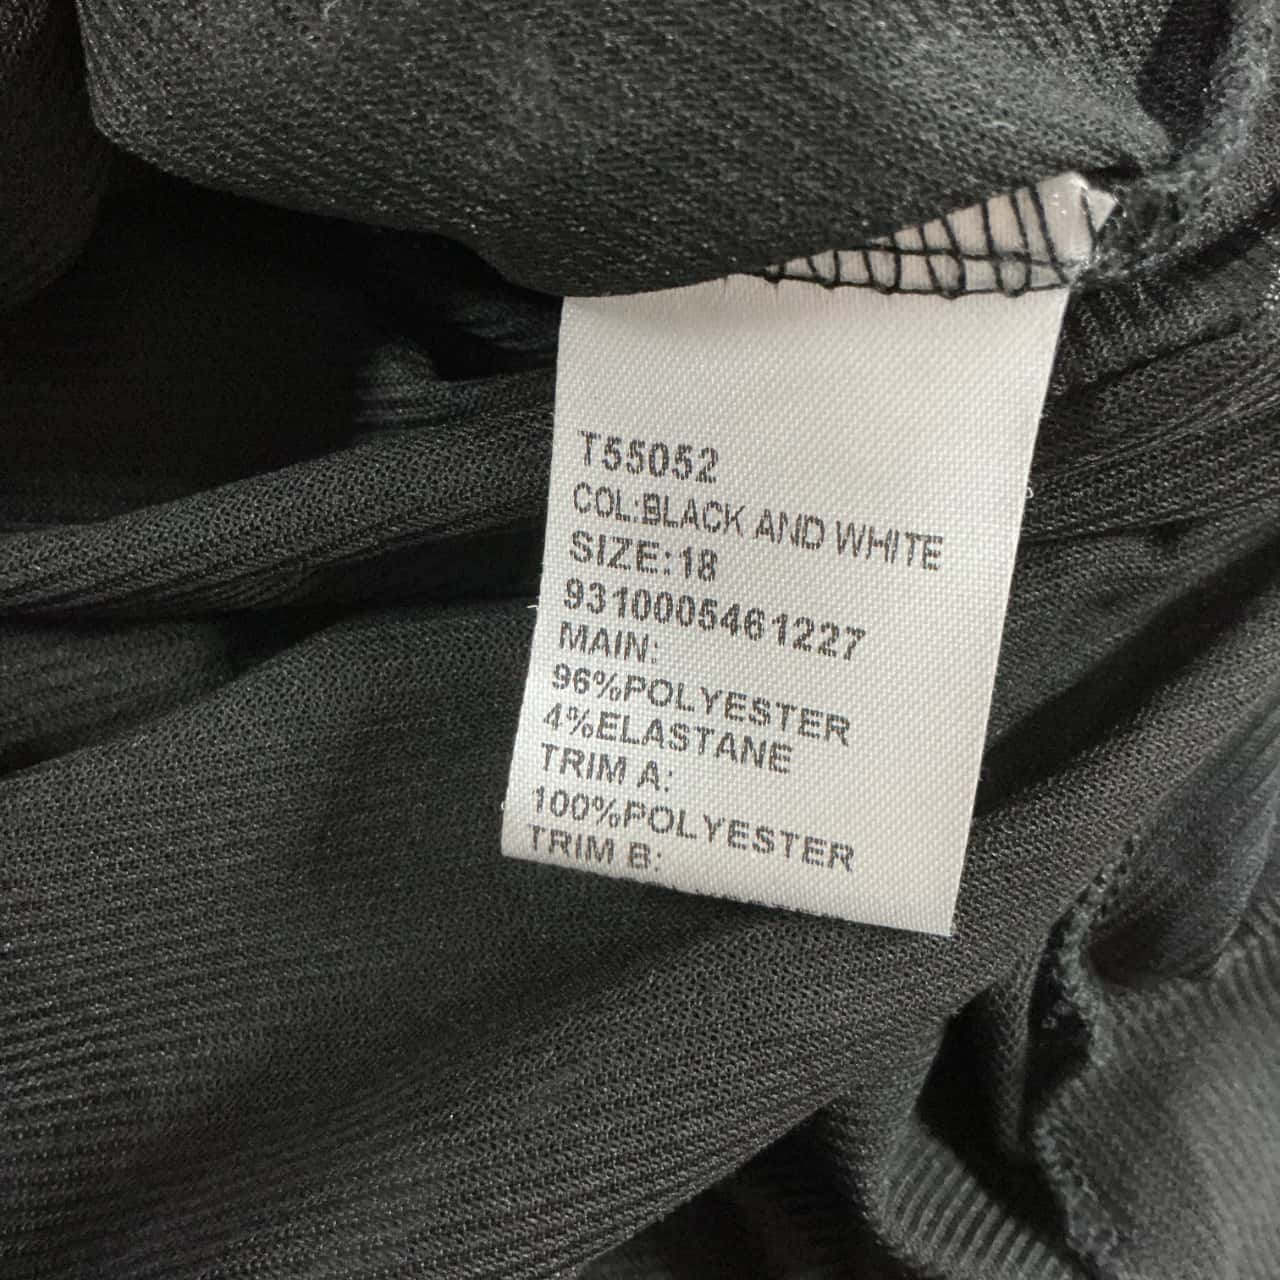 T55052
COL:BLACK AND WHITE
SIZE:18
9310005461227
MAIN:
96%POLYESTER
4%ELASTANE
TRIM A:
100%POLYESTER
TRIM B: